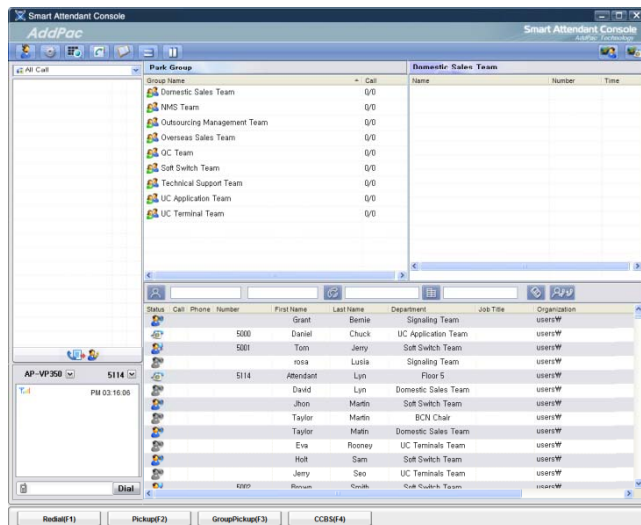 Smart Attendant Console
AddPac
Smart Attendant Console
AddPac Technology
All Call
Park Group
Group Name Call
Domestic Sales Team 0/0
NMS Team 0/0
Outsourcing Management Team 0/0
Overseas Sales Team 0/0
QC Team 0/0
Soft Switch Team 0/0
Technical Support Team 0/0
UC Application Team 0/0
UC Terminal Team 0/0
Domestic Sales Team
Name Number Time
Status Call Phone Number First Name Last Name Department Job Title Organization
Grant Bernie Signaling Team users₩
5000 Daniel Chuck UC Application Team users₩
5001 Tom Jerry Soft Switch Team users₩
rosa Lusia Signaling Team users₩
5114 Attendant Lyn Floor 5 users₩
David Lyn Domestic Sales Team users₩
Jhon Martin Soft Switch Team users₩
Taylor Martin BCN Chair users₩
Taylor Matin Domestic Sales Team users₩
Eva Rooney UC Terminals Team users₩
Holt Sam Soft Switch Team users₩
Jerry Seo UC Terminals Team users₩
5002 Brown Smith Soft Switch Team users₩
AP-VP350 5114
PM 03:16:06
Dial
Redial(F1) Pickup(F2) GroupPickup(F3) CCBS(F4)